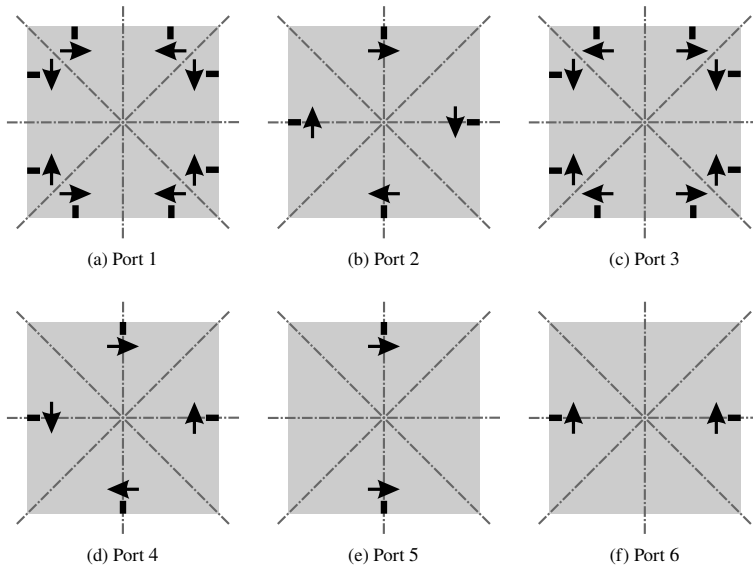 (a) Port 1
(b) Port 2
(c) Port 3
(d) Port 4
(e) Port 5
(f) Port 6